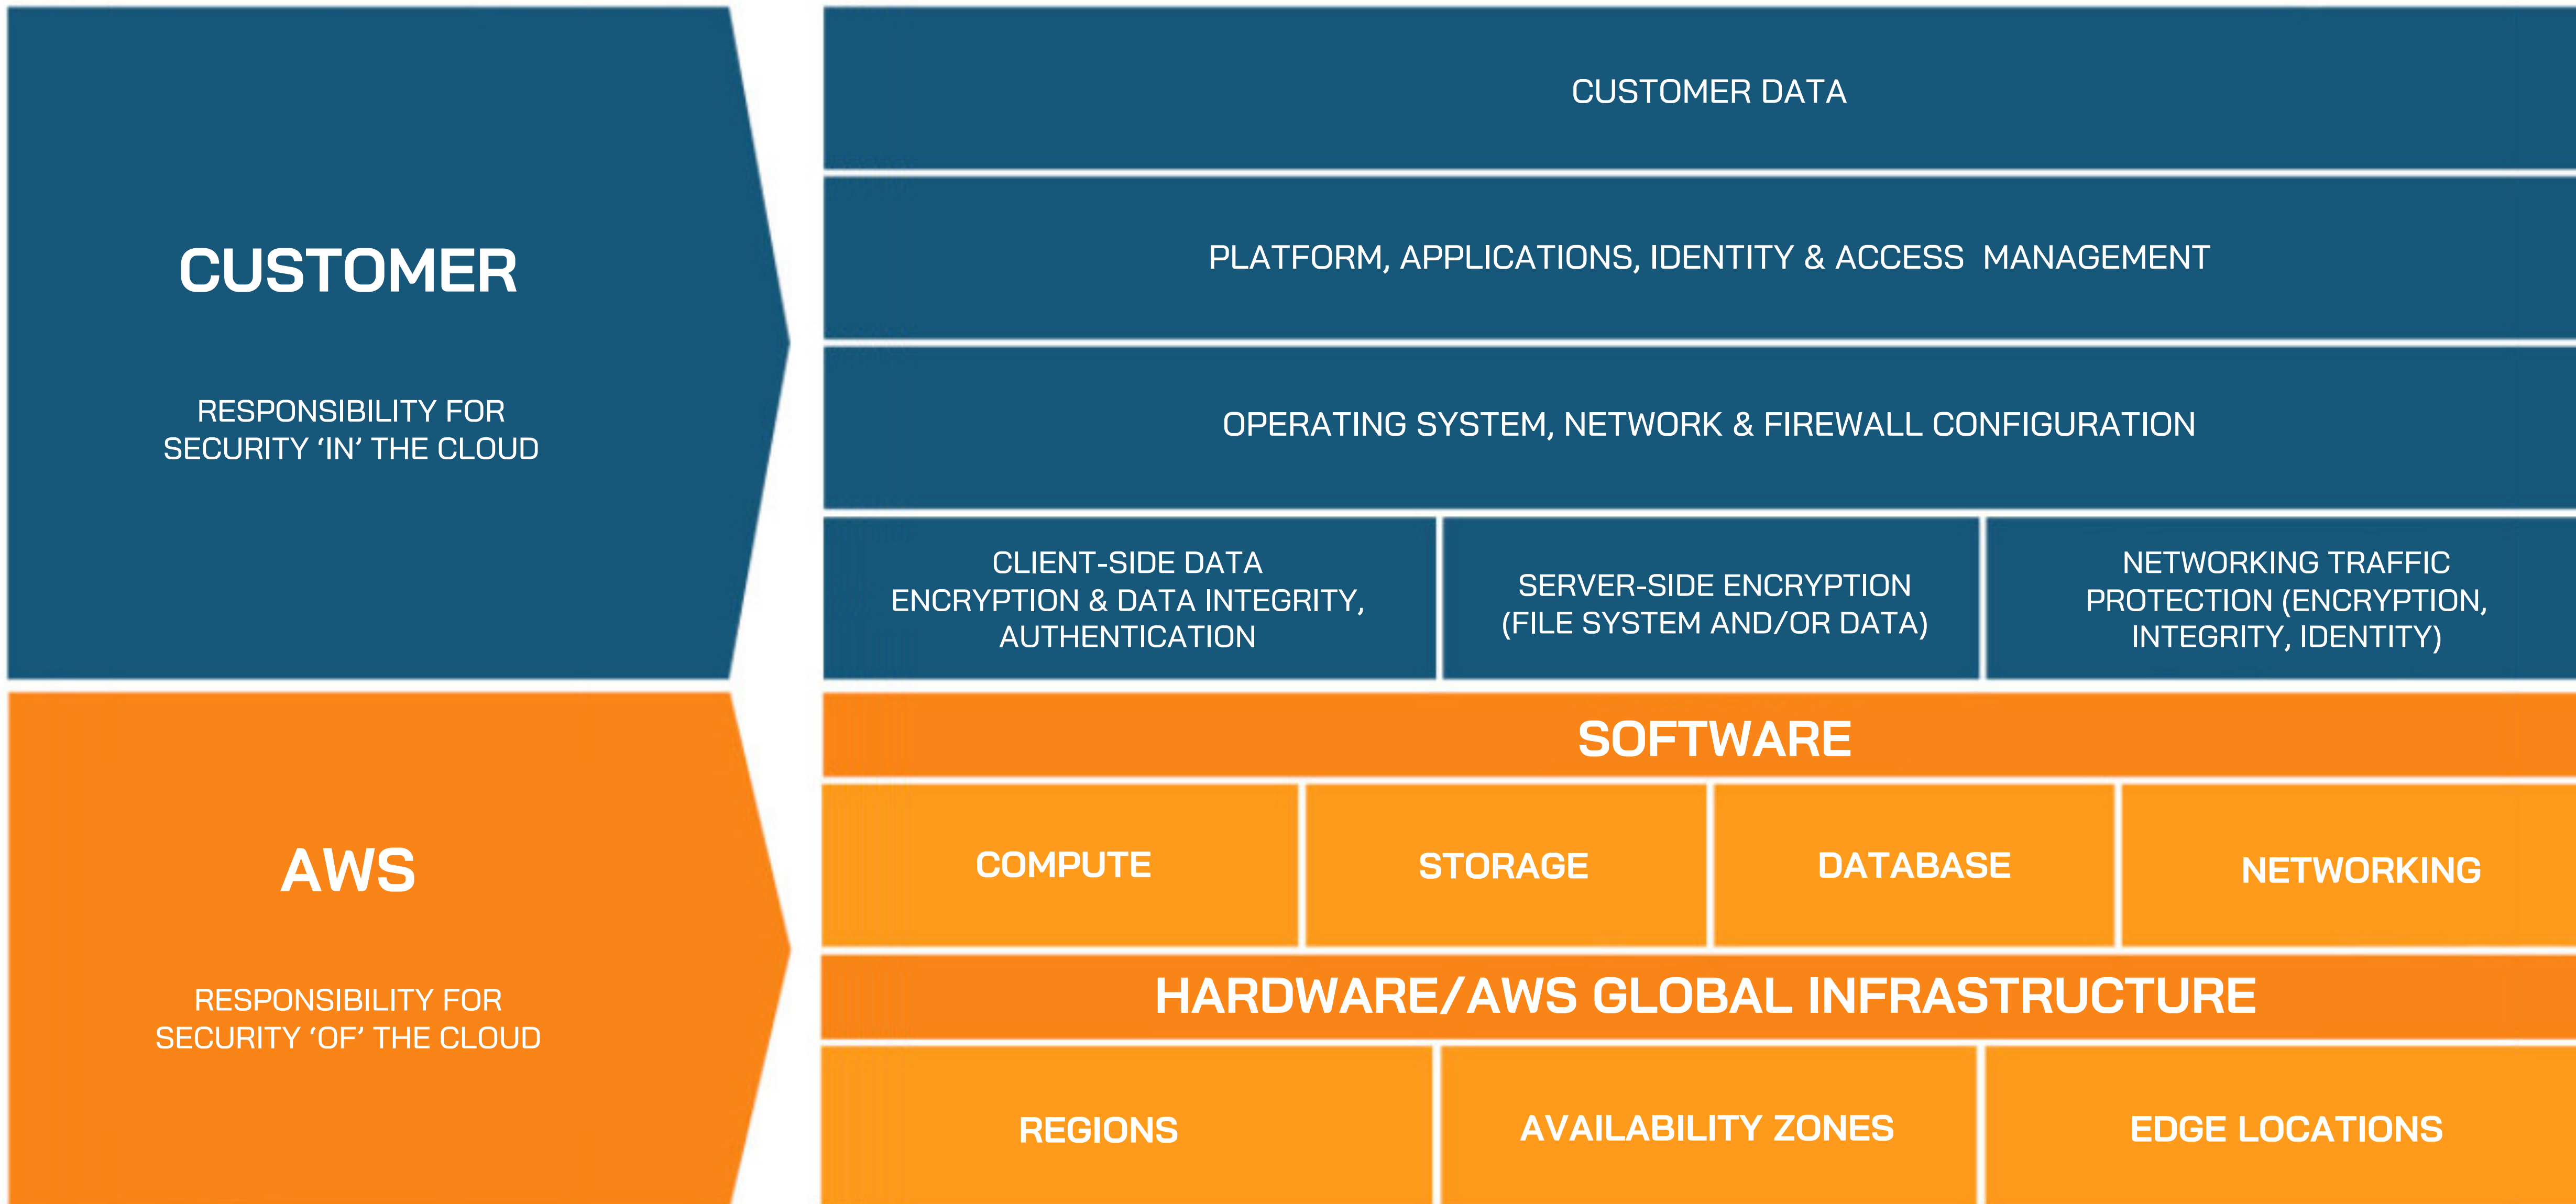 CUSTOMER
RESPONSIBILITY FOR
SECURITY ‘IN’ THE CLOUD
CUSTOMER DATA
PLATFORM, APPLICATIONS, IDENTITY & ACCESS MANAGEMENT
OPERATING SYSTEM, NETWORK & FIREWALL CONFIGURATION
CLIENT-SIDE DATA
ENCRYPTION & DATA INTEGRITY,
AUTHENTICATION
SERVER-SIDE ENCRYPTION
(FILE SYSTEM AND/OR DATA)
NETWORKING TRAFFIC
PROTECTION (ENCRYPTION,
INTEGRITY, IDENTITY)
AWS
RESPONSIBILITY FOR
SECURITY ‘OF’ THE CLOUD
SOFTWARE
COMPUTE
STORAGE
DATABASE
NETWORKING
HARDWARE/AWS GLOBAL INFRASTRUCTURE
REGIONS
AVAILABILITY ZONES
EDGE LOCATIONS